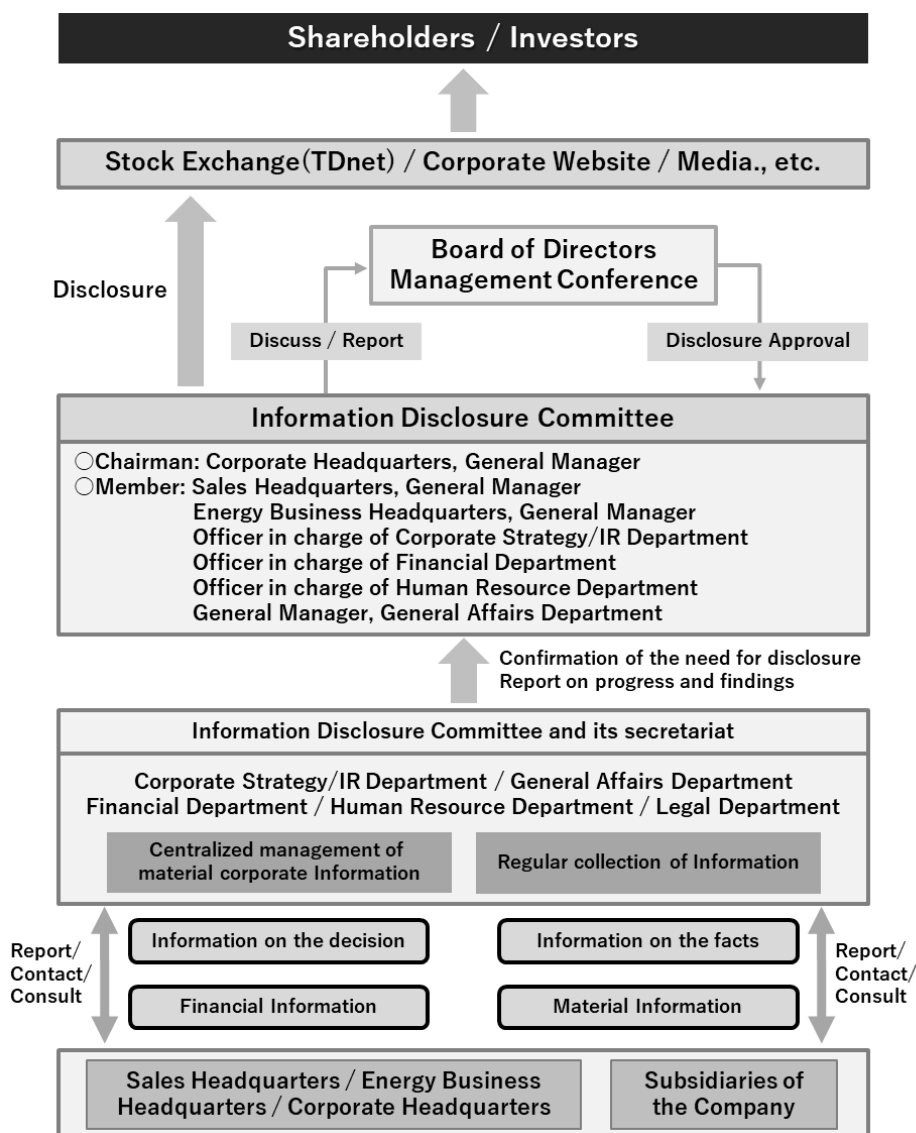 Shareholders / Investors
Stock Exchange(TDnet) / Corporate Website / Media., etc.
Board of Directors
Management Conference
Disclosure
Discuss / Report
Disclosure Approval
Information Disclosure Committee
○Chairman: Corporate Headquarters, General Manager
○Member: Sales Headquarters, General Manager
Energy Business Headquarters, General Manager
Officer in charge of Corporate Strategy/IR Department
Officer in charge of Financial Department
Officer in charge of Human Resource Department
General Manager, General Affairs Department
Confirmation of the need for disclosure
Report on progress and findings
Information Disclosure Committee and its secretariat
Corporate Strategy/IR Department / General Affairs Department
Financial Department / Human Resource Department / Legal Department
Centralized management of
material corporate Information
Regular collection of Information
Report/
Contact/
Consult
Information on the decision
Information on the facts
Financial Information
Material Information
Report/
Contact/
Consult
Sales Headquarters / Energy Business
Headquarters / Corporate Headquarters
Subsidiaries of
the Company